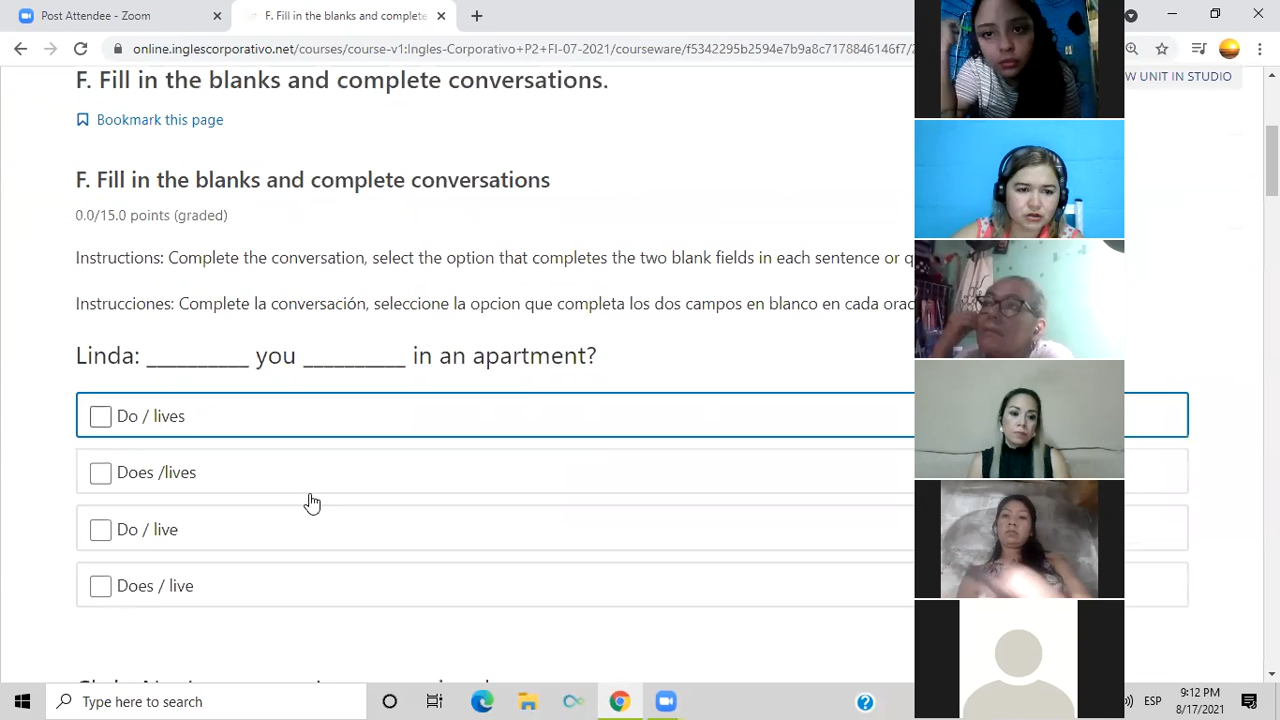 Post Attendee - Zoom
F. Fill in the blanks and complete
online.inglescorporativo.net/courses/course-v1:Ingles-Corporativo+P2+FI-07-2021/courseware/f5342295b2594e7b9a8c7178846146f7/2
W UNIT IN STUDIO
F. Fill in the blanks and complete conversations.
Bookmark this page
F. Fill in the blanks and complete conversations
0.0/15.0 points (graded)
Instructions: Complete the conversation, select the option that completes the two blank fields in each sentence or q
Instrucciones: Complete la conversación, seleccione la opcion que completa los dos campos en blanco en cada orac
Linda: __________ you __________ in an apartment?
Do / lives
Does /lives
Do / live
Does / live
Type here to search
ESP
9:12 PM
8/17/2021